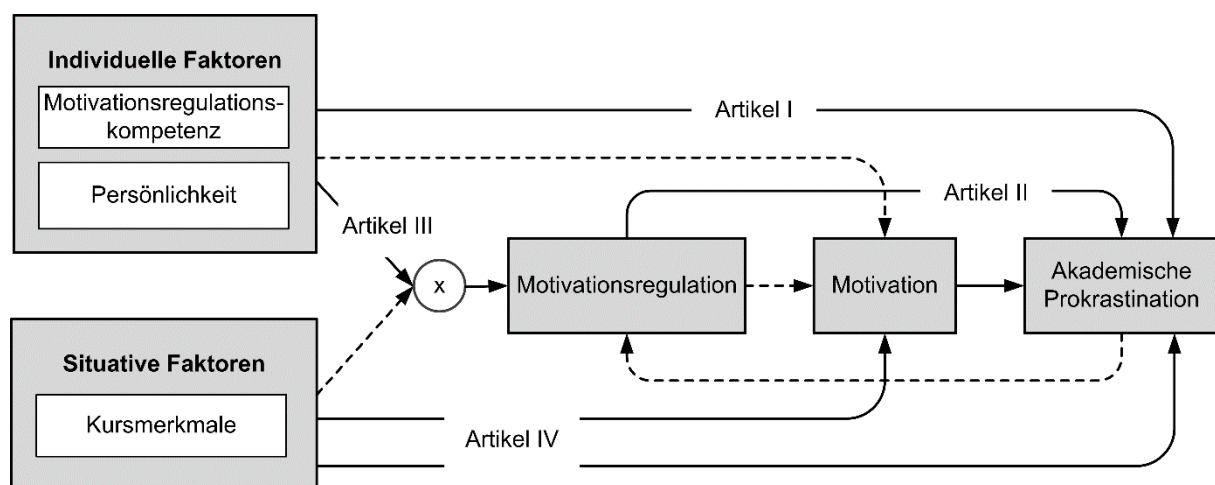 Individuelle Faktoren
Motivationsregulations-
kompetenz
Persönlichkeit
Artikel I
Artikel II
Artikel III
x
Motivationsregulation
Motivation
Akademische
Prokrastination
Situative Faktoren
Kursmerkmale
Artikel IV